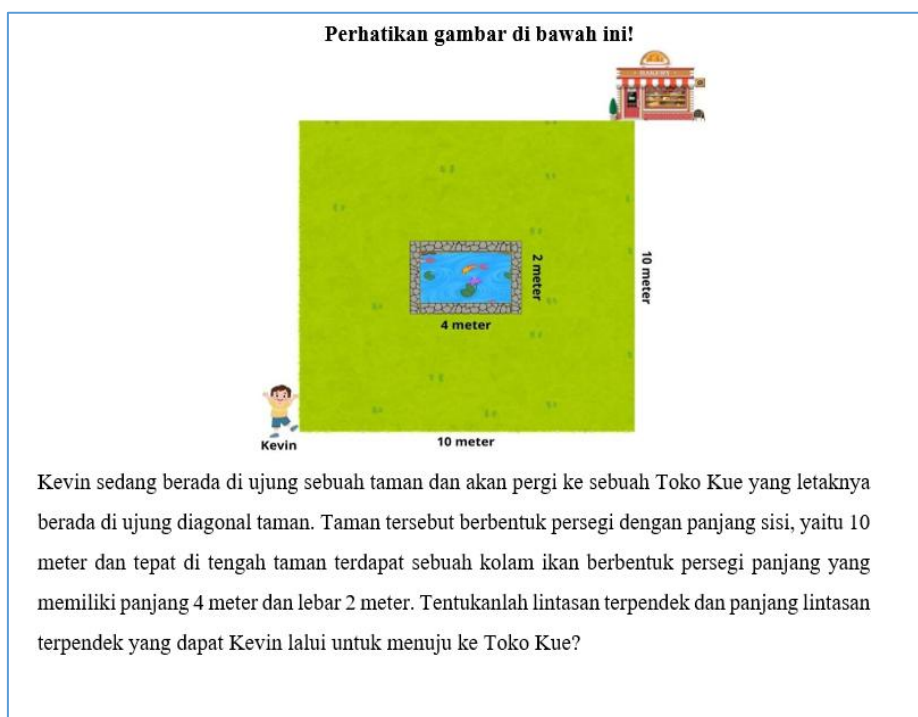 Perhatikan gambar di bawah ini!
BAKERY
2 meter
10 meter
4 meter
Kevin
10 meter
Kevin sedang berada di ujung sebuah taman dan akan pergi ke sebuah Toko Kue yang letaknya
berada di ujung diagonal taman. Taman tersebut berbentuk persegi dengan panjang sisi, yaitu 10
meter dan tepat di tengah taman terdapat sebuah kolam ikan berbentuk persegi panjang yang
memiliki panjang 4 meter dan lebar 2 meter. Tentukanlah lintasan terpendek dan panjang lintasan
terpendek yang dapat Kevin lalui untuk menuju ke Toko Kue?